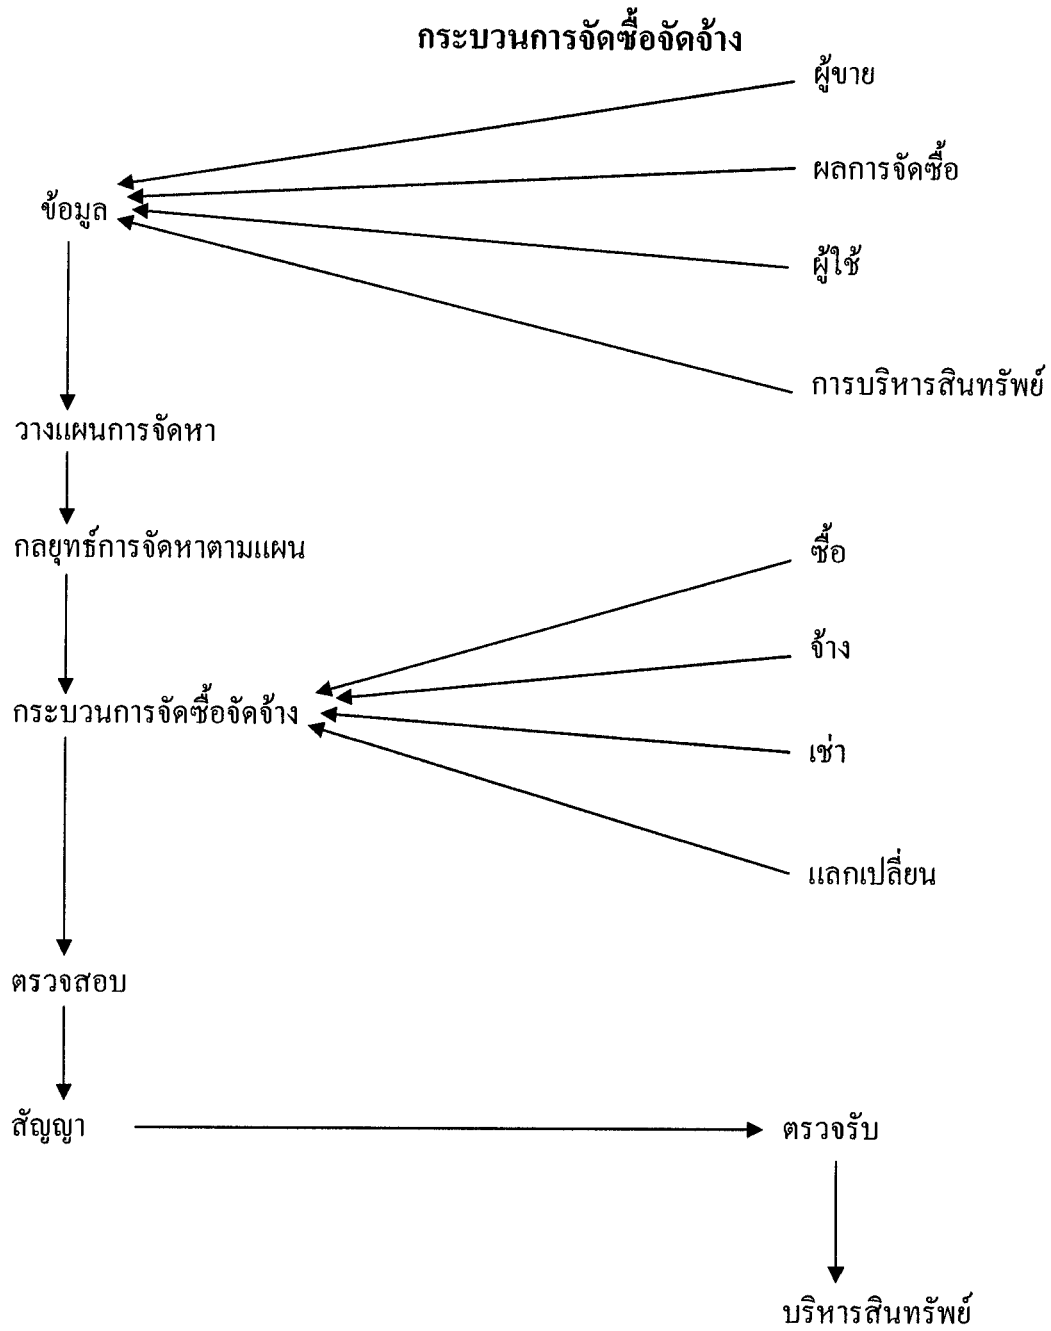 กระบวนการจัดซื้อจัดจ้าง
ผู้ขาย
ผลการจัดซื้อ
ข้อมูล
ผู้ใช้
การบริหารสินทรัพย์
วางแผนการจัดหา
กลยุทธ์การจัดหาตามแผน
ซื้อ
จ้าง
กระบวนการจัดซื้อจัดจ้าง
เช่า
แลกเปลี่ยน
ตรวจสอบ
สัญญา
ตรวจรับ
บริหารสินทรัพย์